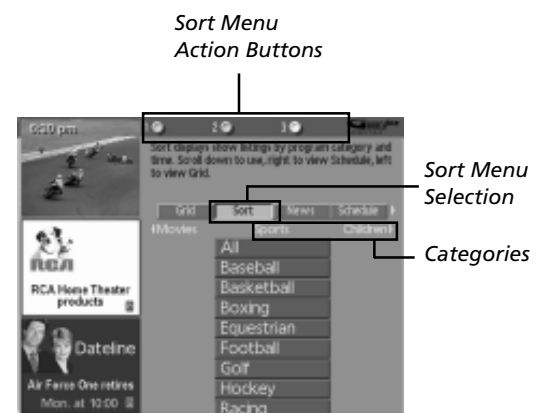 Sort Menu
Action Buttons
6:30 pm
1 2 3
Sort displays show listings by program category and
time. Scroll down to use, right to view Schedule, left
to view Grid.
Sort Menu
Selection
Grid Sort News Schedule
Movies Sports Children
Categories
All
Baseball
Basketball
Boxing
Equestrian
Football
Golf
Hockey
Racing
RCA
RCA Home Theater
products
Dateline
Air Force One retires
Mon. at 10:00